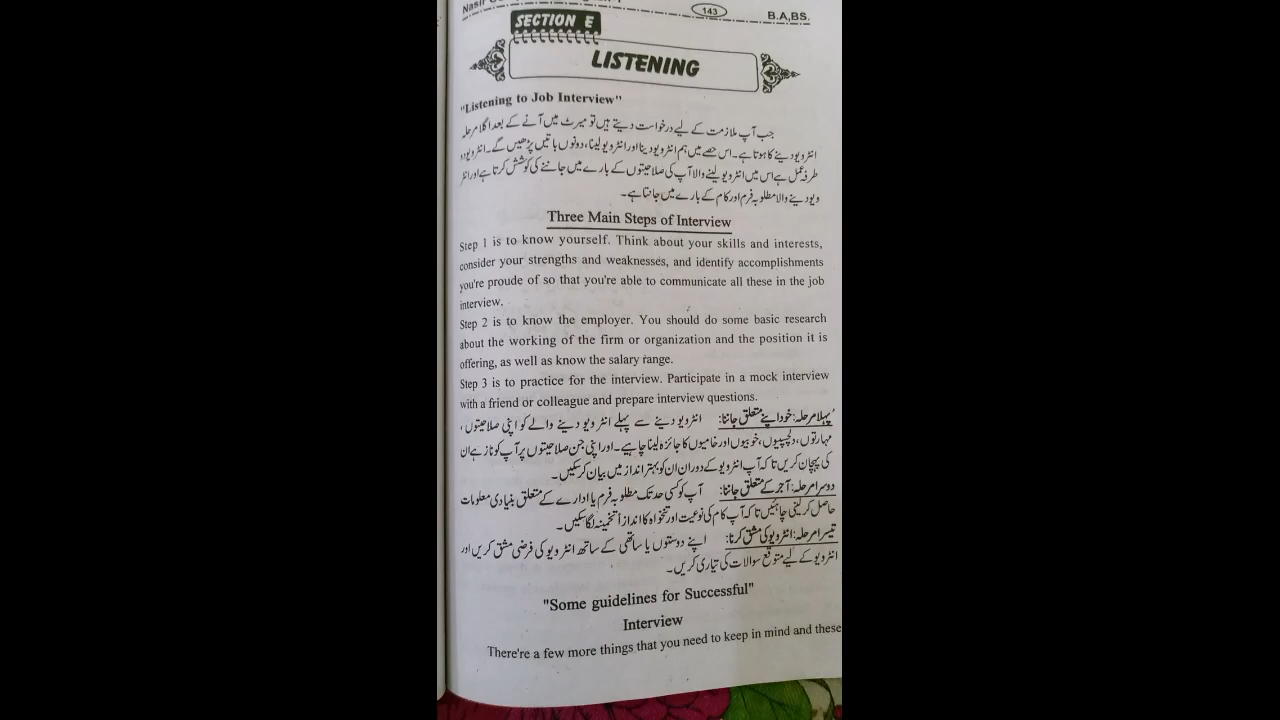 Nasir
143
B.A,BS.
SECTION E
LISTENING
"Listening to Job Interview"
جب آپ ملازمت کے لیے درخواست دیتے ہیں تو میرٹ میں آنے کے بعد اگلا مرحلہ
انٹرویو دینے کا ہوتا ہے۔ اس حصے میں ہم انٹرویو دینا اور انٹرویو لینا، دونوں باتیں پڑھیں گے۔ انٹرویو دو
طرفہ عمل ہے اس میں انٹرویو لینے والا آپ کی صلاحیتوں کے بارے میں جاننے کی کوشش کرتا ہے اور انٹر
ویو دینے والا مطلوبہ فرم اور کام کے بارے میں جانتا ہے۔
Three Main Steps of Interview
Step 1 is to know yourself. Think about your skills and interests,
consider your strengths and weaknesses, and identify accomplishments
you're proude of so that you're able to communicate all these in the job
interview.
Step 2 is to know the employer. You should do some basic research
about the working of the firm or organization and the position it is
offering, as well as know the salary range.
Step 3 is to practice for the interview. Participate in a mock interview
with a friend or colleague and prepare interview questions.
پہلا مرحلہ: خود اپنے متعلق جاننا: انٹرویو دینے سے پہلے انٹرویو دینے والے کو اپنی صلاحیتوں،
مہارتوں، دلچسپیوں، خوبیوں اور خامیوں کا جائزہ لینا چاہیے۔ اور اپنی جن صلاحیتوں پر آپ کو ناز ہے ان
کی پہچان کریں تاکہ آپ انٹرویو کے دوران ان کو بہتر انداز میں بیان کر سکیں۔
دوسرا مرحلہ: آجر کے متعلق جاننا: آپ کو کسی حد تک مطلوبہ فرم یا ادارے کے متعلق بنیادی معلومات
حاصل کر لینی چاہئیں تاکہ آپ کام کی نوعیت اور تنخواہ کا اندازاً تخمینہ لگا سکیں۔
تیسرا مرحلہ: انٹرویو کی مشق کرنا: اپنے دوستوں یا ساتھی کے ساتھ انٹرویو کی فرضی مشق کریں اور
انٹرویو کے لیے متوقع سوالات کی تیاری کریں۔
"Some guidelines for Successful"
Interview
There're a few more things that you need to keep in mind and these